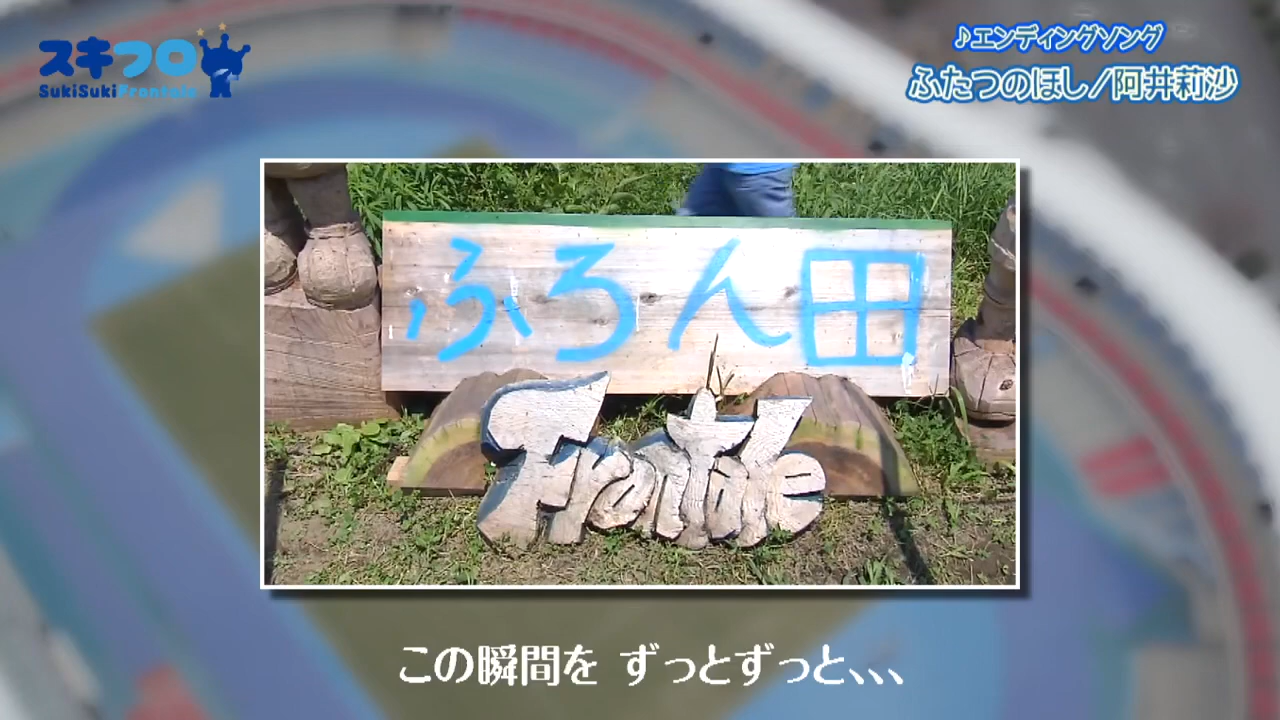 スキフロ
SukiSukiFrontale
♪エンディングソング
ふたつのほし/阿井莉沙
ふろん田
Frontale
この瞬間を ずっとずっと、、、